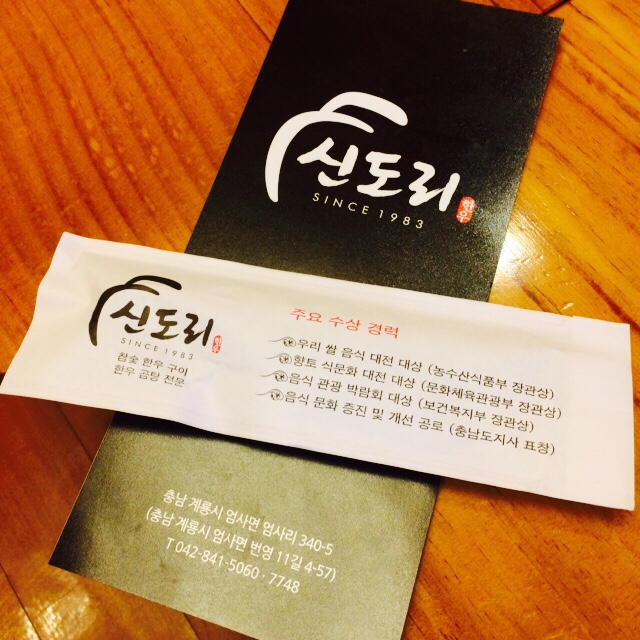 신도리
SINCE 1983
한우
신도리
SINCE 1983
한우
참숯 한우 구이
한우 곰탕 전문
주요 수상 경력
우리 쌀 음식 대전 대상 (농수산식품부 장관상)
향토 식문화 대전 대상 (문화체육관광부 장관상)
음식 관광 박람회 대상 (보건복지부 장관상)
음식 문화 증진 및 개선 공로 (충남도지사 표창)
충남 계룡시 엄사면 엄사리 340-5
(충남 계룡시 엄사면 번영 11길 4-57)
T 042-841-5060 · 7748